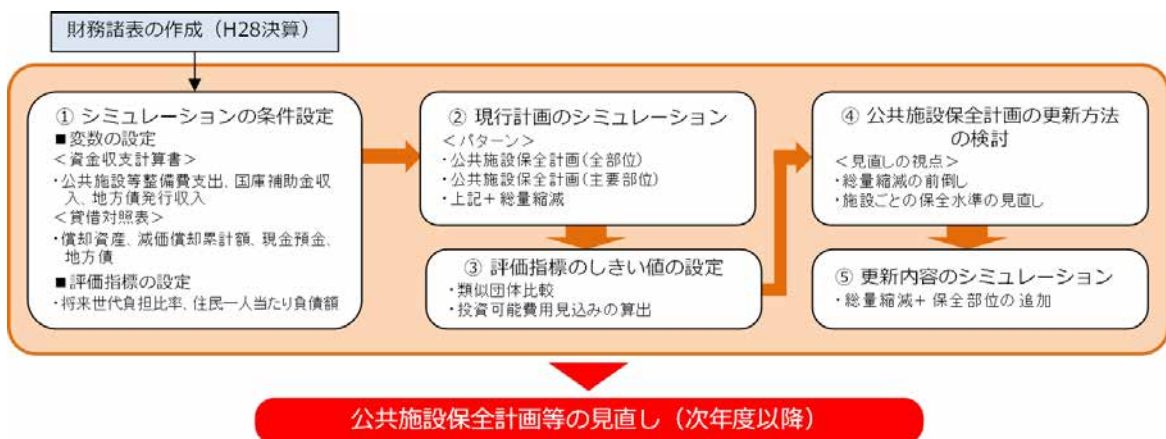 財務諸表の作成（H28決算）
① シミュレーションの条件設定
■変数の設定
＜資金収支計算書＞
・公共施設等整備費支出、国庫補助金収
入、地方債発行収入
＜貸借対照表＞
・償却資産、減価償却累計額、現金預金、
地方債
■評価指標の設定
・将来世代負担比率、住民一人当たり負債額
② 現行計画のシミュレーション
＜パターン＞
・公共施設保全計画（全部位）
・公共施設保全計画（主要部位）
・上記＋総量縮減
③ 評価指標のしきい値の設定
・類似団体比較
・投資可能費用見込みの算出
④ 公共施設保全計画の更新方法
の検討
＜見直しの視点＞
・総量縮減の前倒し
・施設ごとの保全水準の見直し
⑤ 更新内容のシミュレーション
・総量縮減＋保全部位の追加
公共施設保全計画等の見直し（次年度以降）